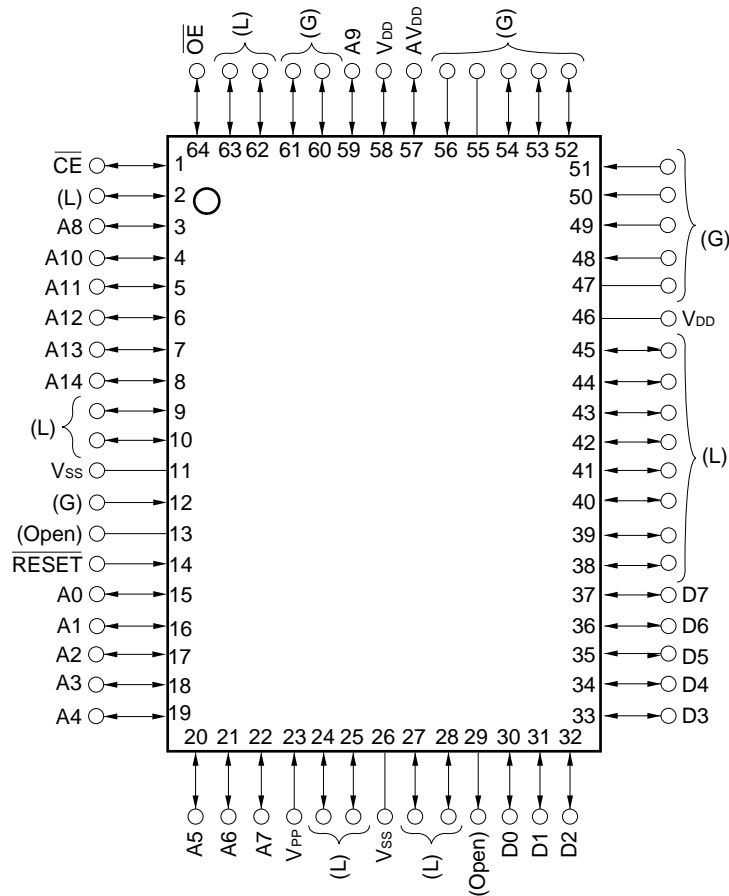 OE (L) (G) A9 VDD AVDD (G)
64 63 62 61 60 59 58 57 56 55 54 53 52
CE 1 51
(L) 2 50
A8 3 49 (G)
A10 4 48
A11 5 47
A12 6 46 VDD
A13 7 45
A14 8 44
(L) 9 43
10 42
VSS 11 41 (L)
(G) 12 40
(Open) 13 39
RESET 14 38
A0 15 37 D7
A1 16 36 D6
A2 17 35 D5
A3 18 34 D4
A4 19 33 D3
20 21 22 23 24 25 26 27 28 29 30 31 32
A5 A6 A7 VPP (L) VSS (L) (Open) D0 D1 D2